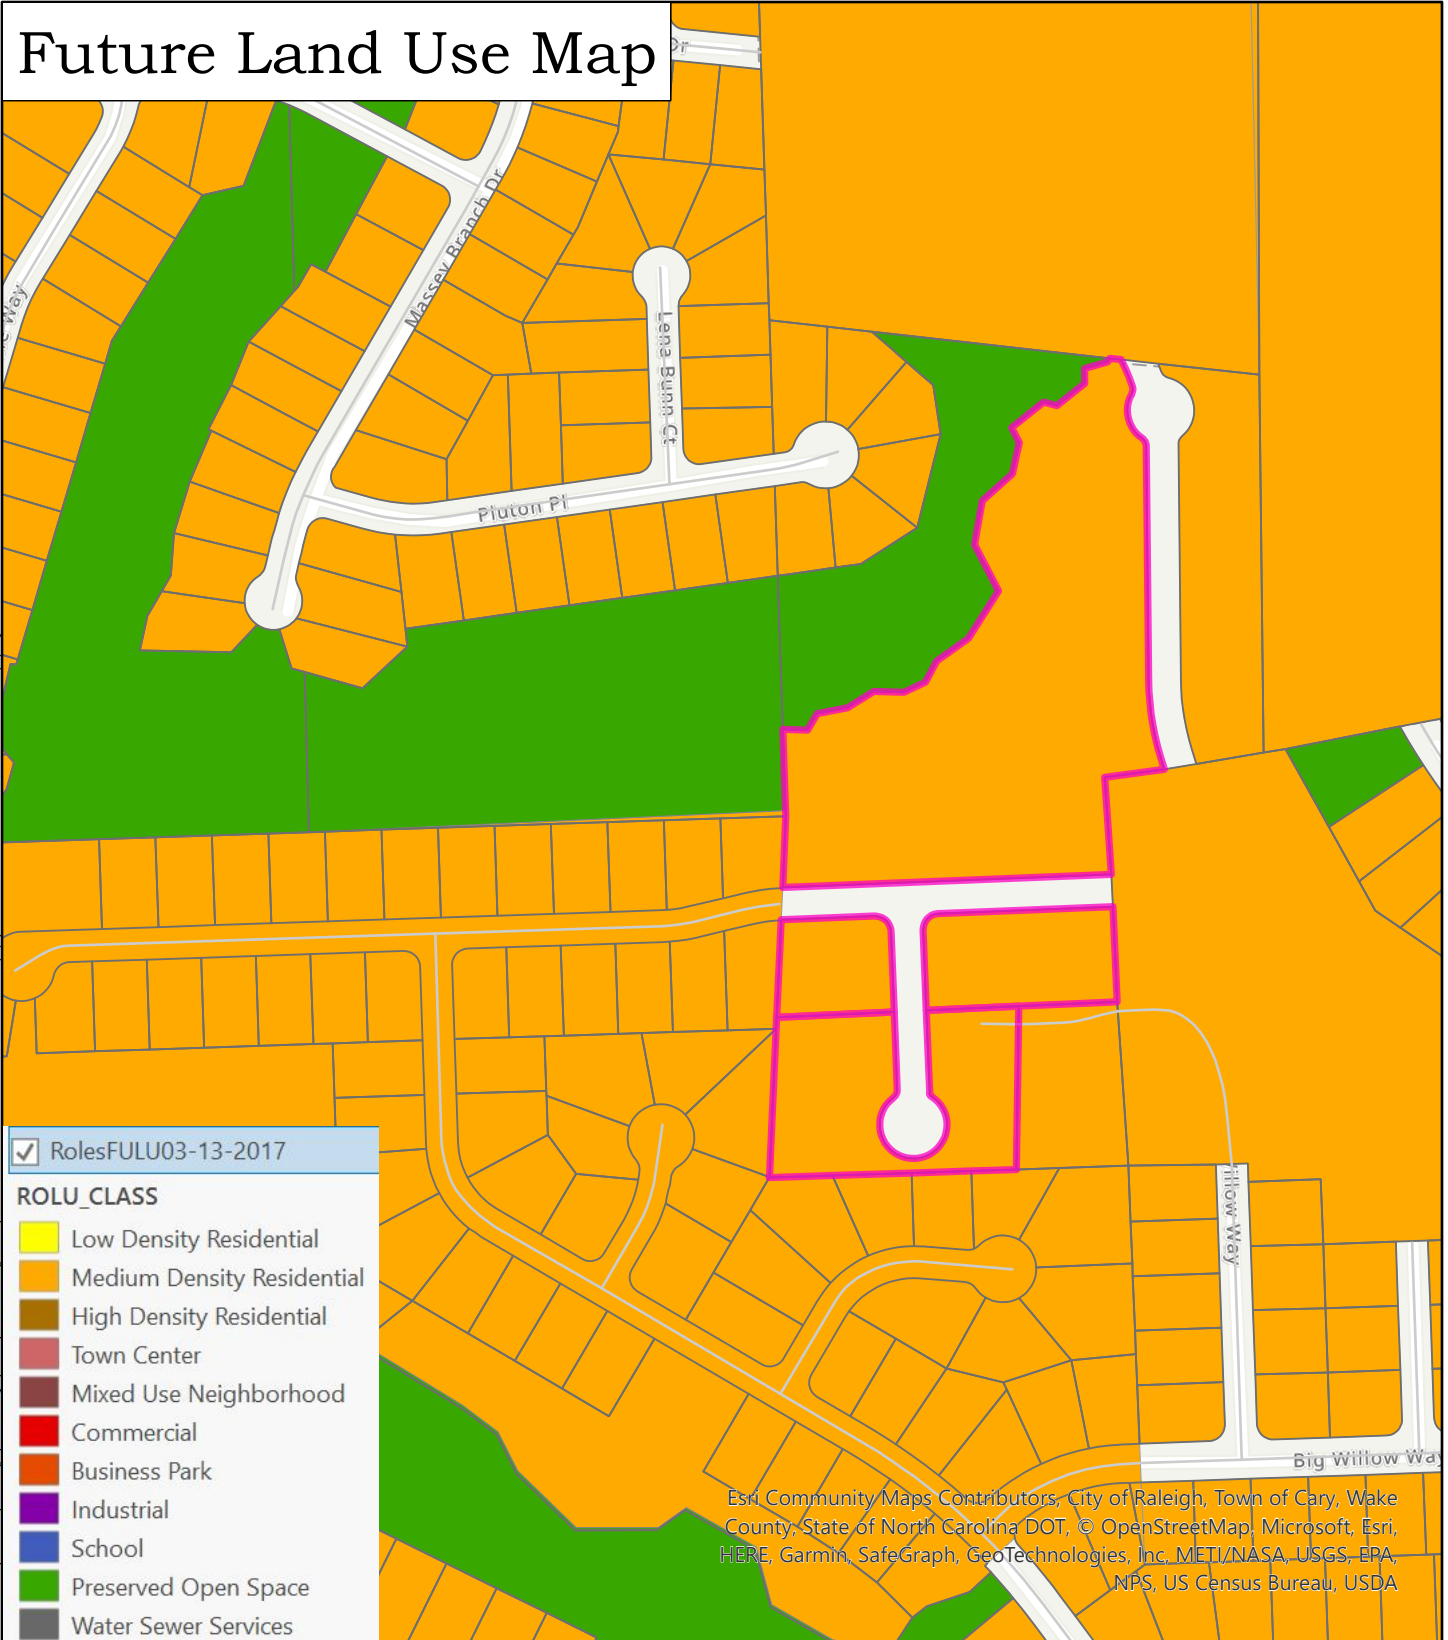 Future Land Use Map
Dr
Massey Branch Dr
Way
Lena Bunn Ct
Pluton Pl
RolesFULU03-13-2017
ROLU_CLASS
Low Density Residential
Medium Density Residential
High Density Residential
Town Center
Mixed Use Neighborhood
Commercial
Business Park
Industrial
School
Preserved Open Space
Water Sewer Services
illow Way
Big Willow Way
Esri Community Maps Contributors, City of Raleigh, Town of Cary, Wake
County, State of North Carolina DOT, © OpenStreetMap, Microsoft, Esri,
HERE, Garmin, SafeGraph, GeoTechnologies, Inc, METI/NASA, USGS, EPA,
NPS, US Census Bureau, USDA